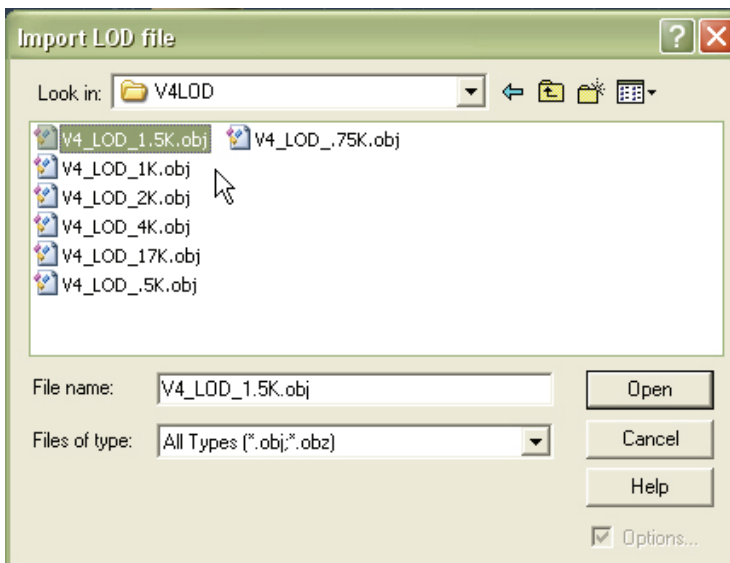 Import LOD file
Look in: V4LOD
V4_LOD_1.5K.obj V4_LOD_.75K.obj
V4_LOD_1K.obj
V4_LOD_2K.obj
V4_LOD_4K.obj
V4_LOD_17K.obj
V4_LOD_.5K.obj
File name: V4_LOD_1.5K.obj Open
Files of type: All Types (*.obj;*.obz) Cancel
Help
Options...